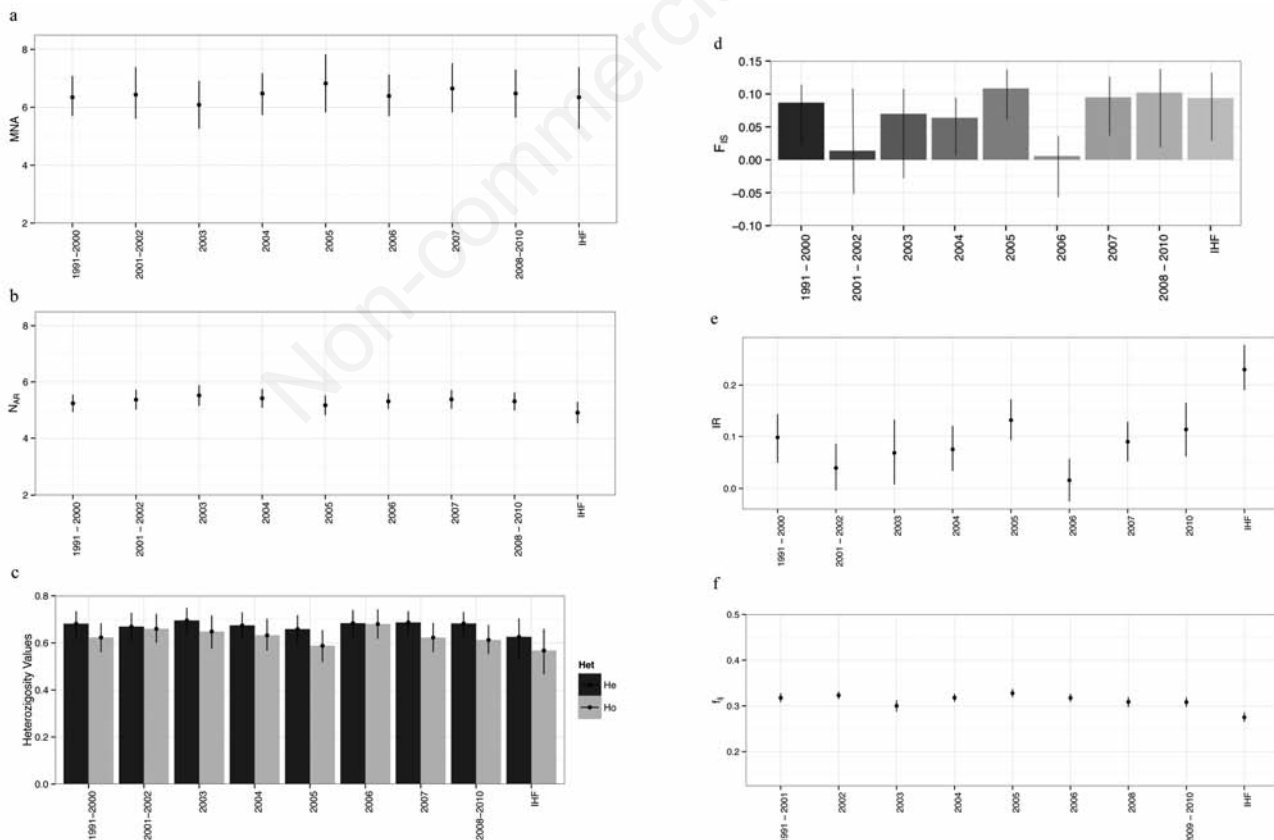 a
8
6
4
2
MNA
1991–2000
2001–2002
2003
2004
2005
2006
2007
2008–2010
IHF
b
8
6
4
2
NAR
1991 – 2000
2001 – 2002
2003
2004
2005
2006
2007
2008 – 2010
IHF
c
0.8
0.6
0.4
0.2
0.0
Heterozigosity Values
1991–2000
2001–2002
2003
2004
2005
2006
2007
2008–2010
IHF
Het
He
Ho
d
0.15
0.10
0.05
0.00
−0.05
−0.10
FIS
1991 – 2000
2001 – 2002
2003
2004
2005
2006
2007
2008 – 2010
IHF
e
0.2
0.1
0.0
IR
1991 – 2000
2001 – 2002
2003
2004
2005
2006
2007
2010
IHF
f
0.5
0.4
0.3
0.2
fij
1991 – 2001
2002
2003
2004
2005
2006
2008
2009 – 2010
IHF
Non-commercial